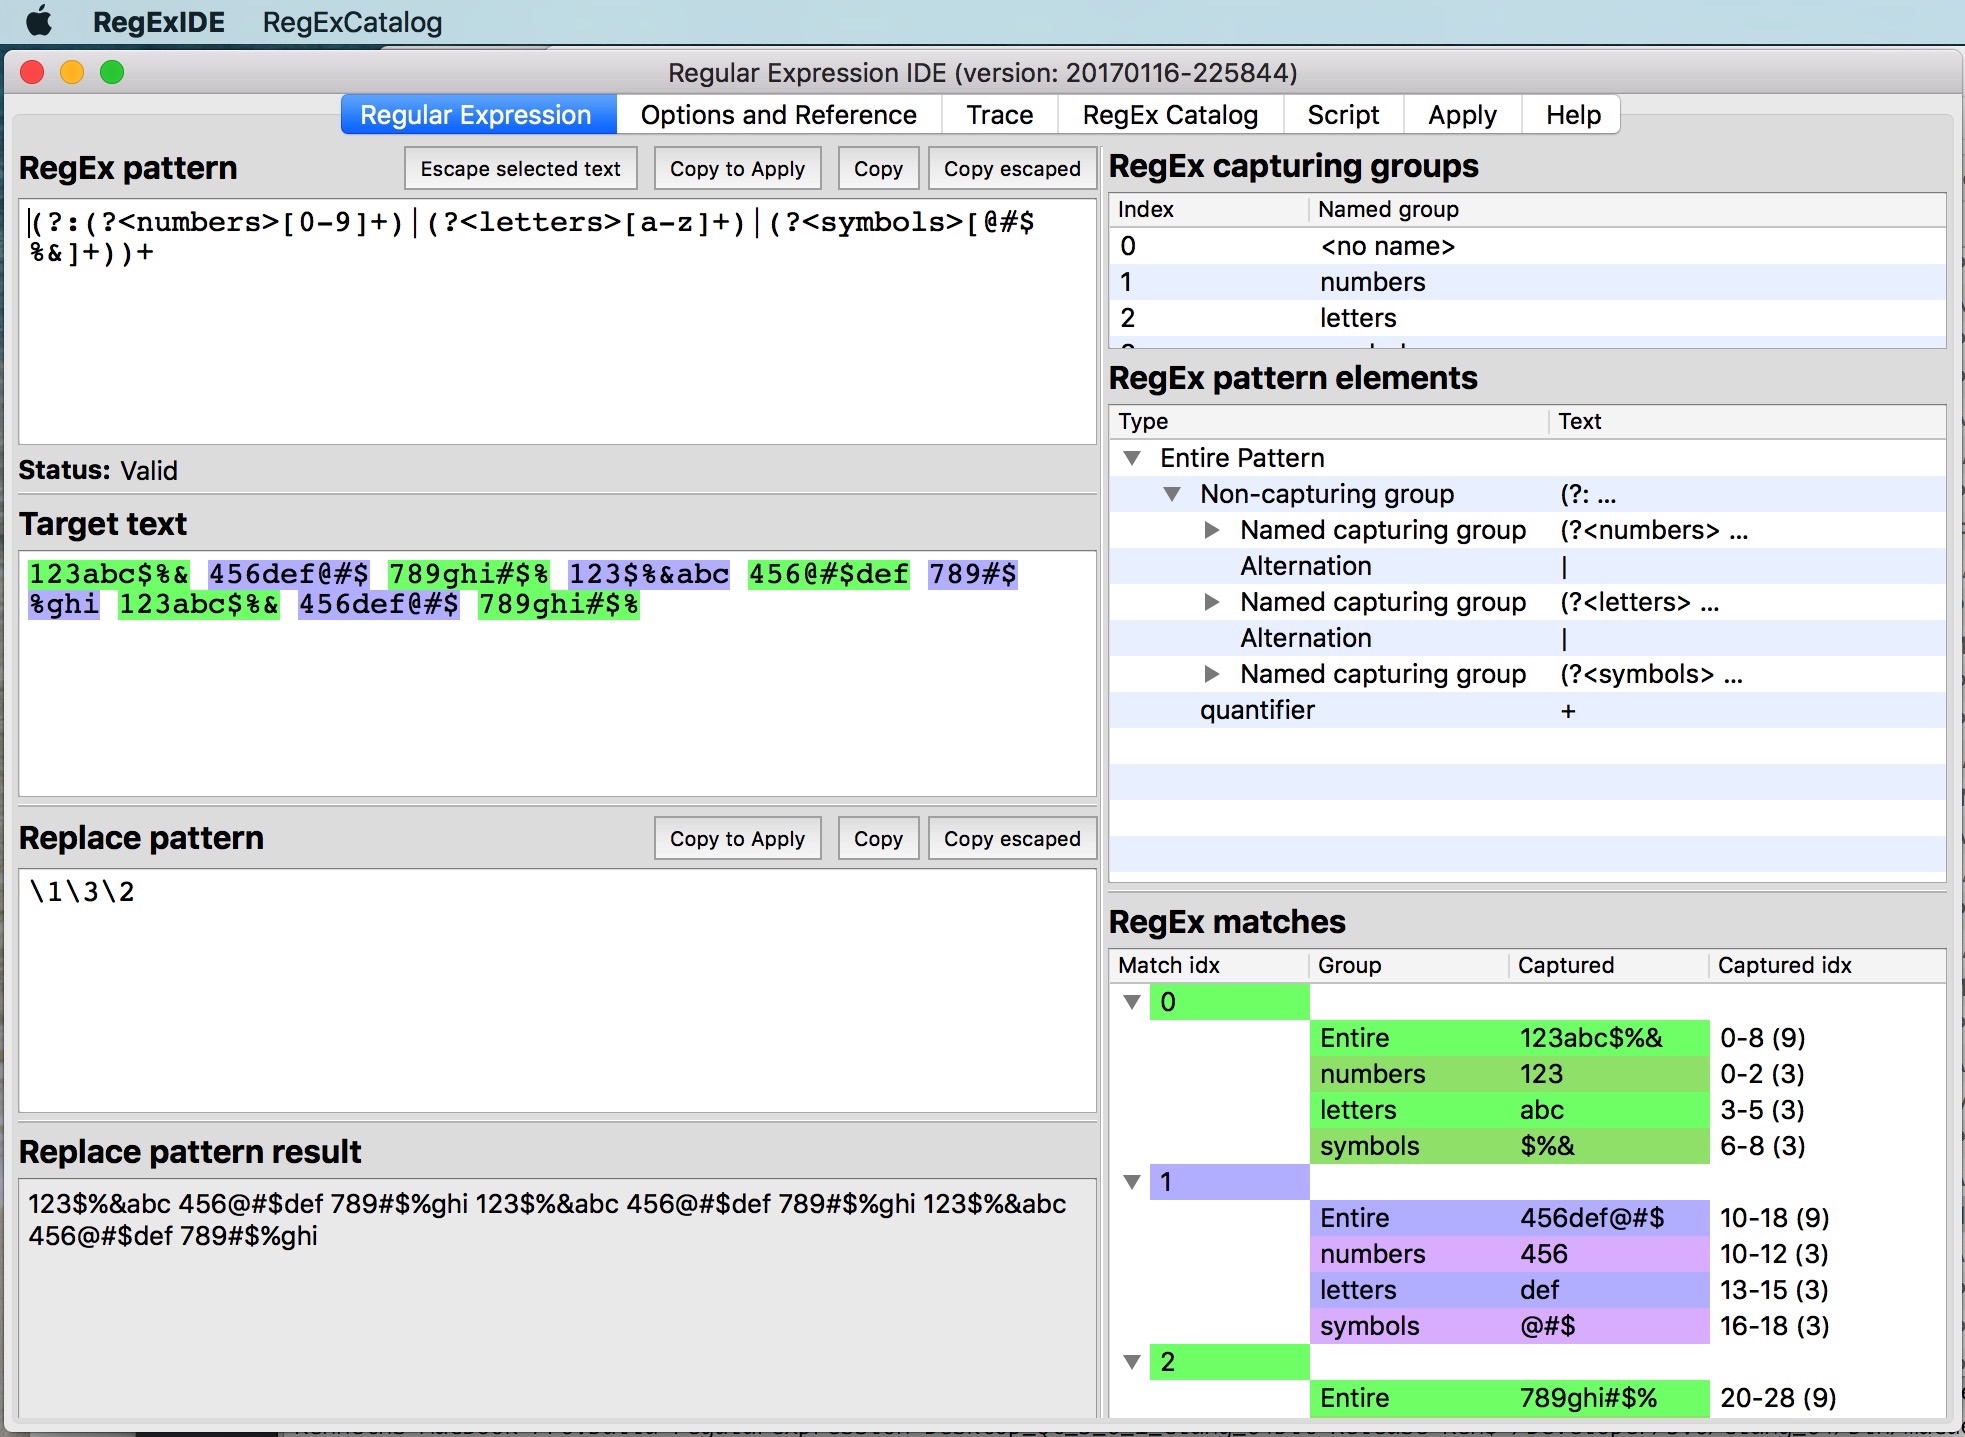 RegExIDE RegExCatalog
Regular Expression IDE (version: 20170116-225844)
Regular Expression Options and Reference Trace RegEx Catalog Script Apply Help
RegEx pattern Escape selected text Copy to Apply Copy Copy escaped
(?:(?<numbers>[0-9]+)|(?<letters>[a-z]+)|(?<symbols>[@#$
%&]+))+
Status: Valid
Target text
123abc$%& 456def@#$ 789ghi#$% 123$%&abc 456@#$def 789#$
%ghi 123abc$%& 456def@#$ 789ghi#$%
Replace pattern Copy to Apply Copy Copy escaped
\1\3\2
Replace pattern result
123$%&abc 456@#$def 789#$%ghi 123$%&abc 456@#$def 789#$%ghi 123$%&abc
456@#$def 789#$%ghi
RegEx capturing groups
Index Named group
0 <no name>
1 numbers
2 letters
RegEx pattern elements
Type Text
Entire Pattern
Non-capturing group (?: ...
Named capturing group (?<numbers> ...
Alternation |
Named capturing group (?<letters> ...
Alternation |
Named capturing group (?<symbols> ...
quantifier +
RegEx matches
Match idx Group Captured Captured idx
0
Entire 123abc$%& 0-8 (9)
numbers 123 0-2 (3)
letters abc 3-5 (3)
symbols $%& 6-8 (3)
1
Entire 456def@#$ 10-18 (9)
numbers 456 10-12 (3)
letters def 13-15 (3)
symbols @#$ 16-18 (3)
2
Entire 789ghi#$% 20-28 (9)